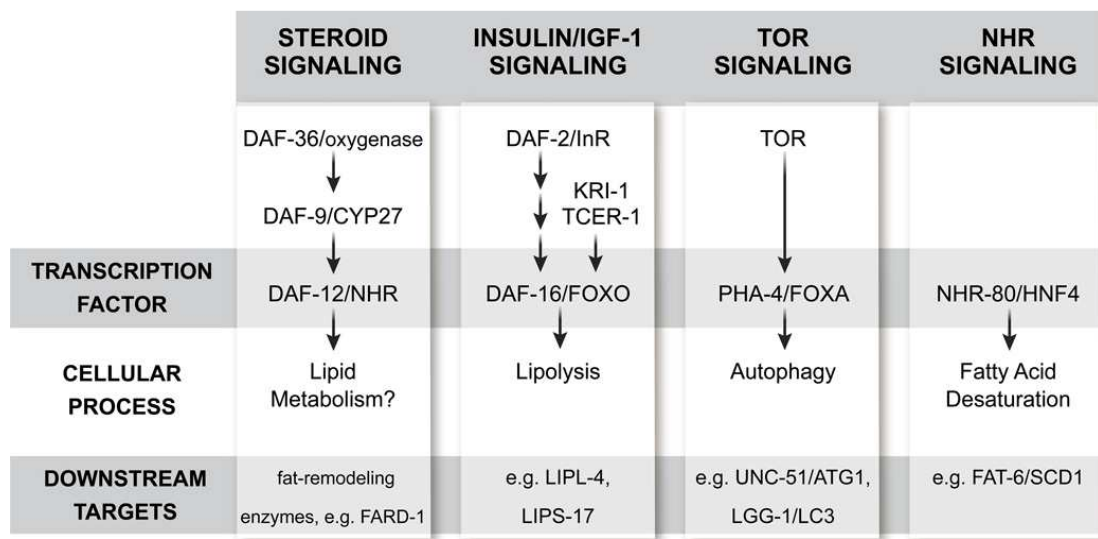 STEROID
SIGNALING
INSULIN/IGF-1
SIGNALING
TOR
SIGNALING
NHR
SIGNALING
DAF-36/oxygenase
DAF-9/CYP27
DAF-2/InR
KRI-1
TCER-1
TOR
TRANSCRIPTION
FACTOR
DAF-12/NHR
DAF-16/FOXO
PHA-4/FOXA
NHR-80/HNF4
CELLULAR
PROCESS
Lipid
Metabolism?
Lipolysis
Autophagy
Fatty Acid
Desaturation
DOWNSTREAM
TARGETS
fat-remodeling
enzymes, e.g. FARD-1
e.g. LIPL-4,
LIPS-17
e.g. UNC-51/ATG1,
LGG-1/LC3
e.g. FAT-6/SCD1